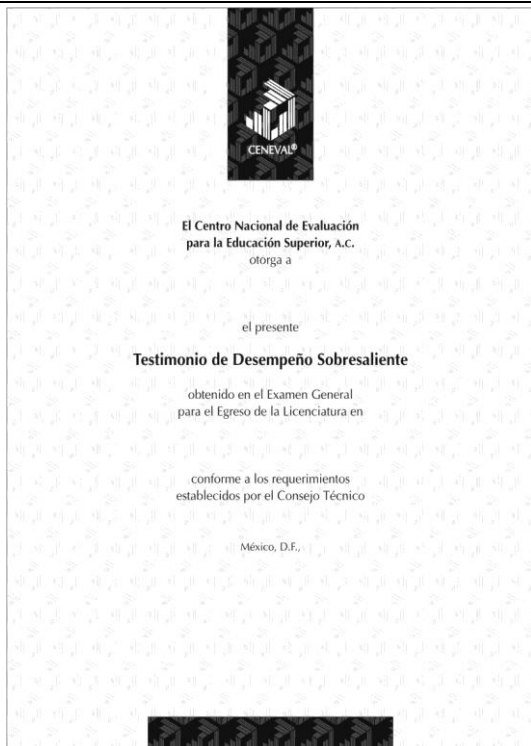 CENEVAL®
El Centro Nacional de Evaluación
para la Educación Superior, A.C.
otorga a
el presente
Testimonio de Desempeño Sobresaliente
obtenido en el Examen General
para el Egreso de la Licenciatura en
conforme a los requerimientos
establecidos por el Consejo Técnico
México, D.F.,